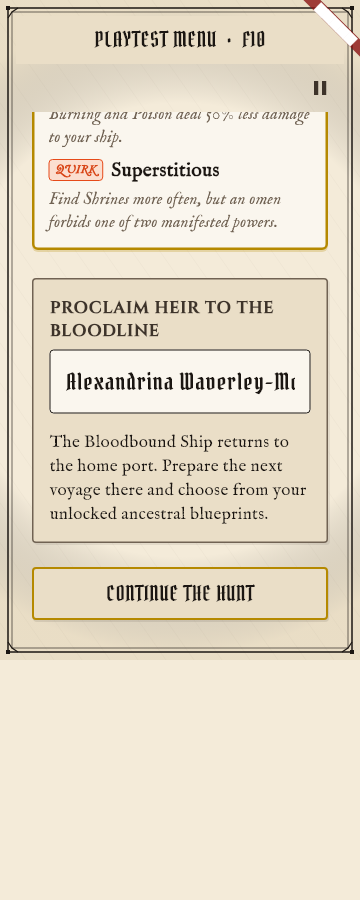 PLAYTEST MENU · F10
Burning and Poison deal 50% less damage
to your ship.
QUIRK Superstitious
Find Shrines more often, but an omen
forbids one of two manifested powers.
PROCLAIM HEIR TO THE
BLOODLINE
Alexandrina Waverley-
The Bloodbound Ship returns to
the home port. Prepare the next
voyage there and choose from your
unlocked ancestral blueprints.
CONTINUE THE HUNT